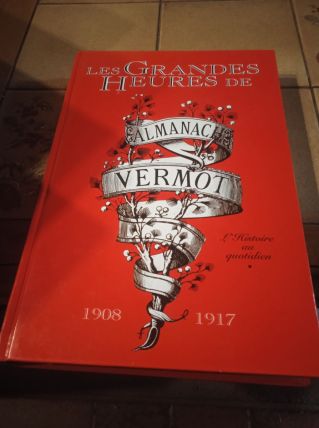 LES GRANDES
HEURES DE
ALMANACH
VERMOT
L'Histoire
au
quotidien
1908 1917